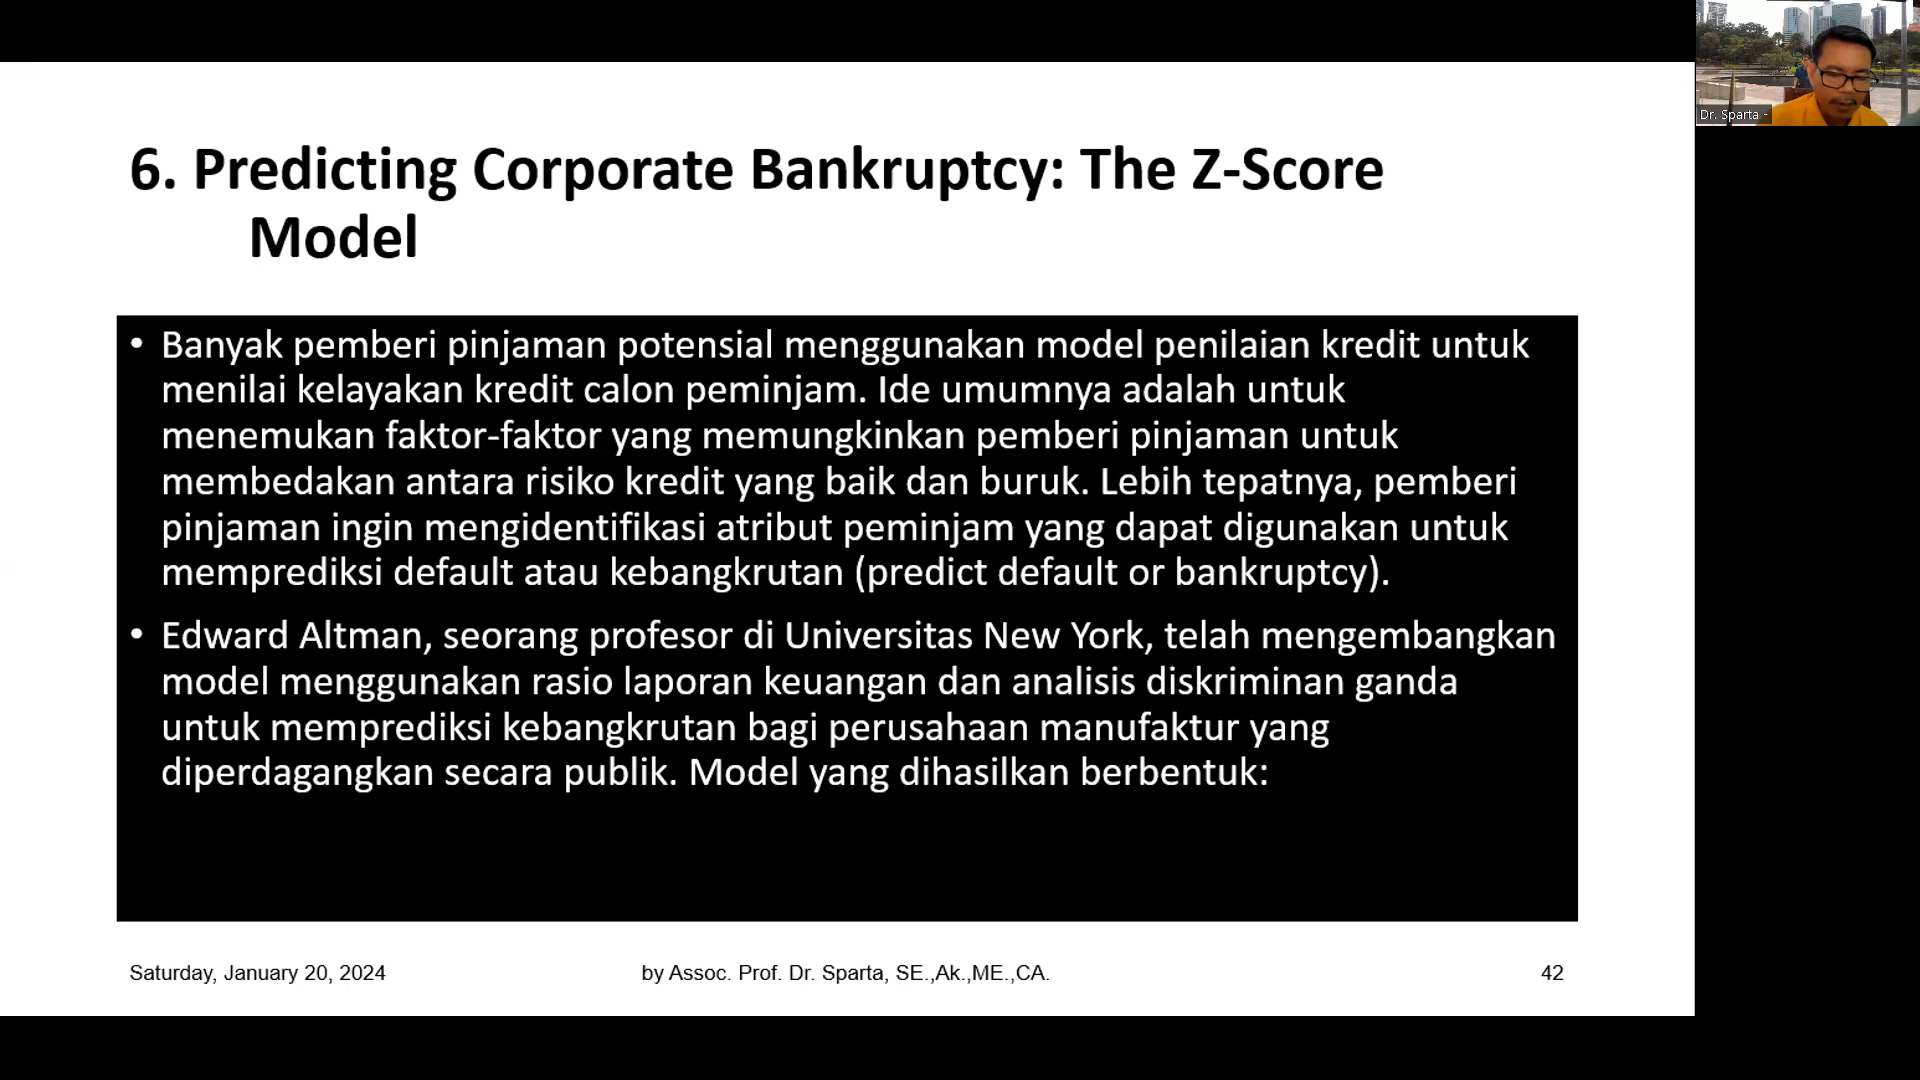 6. Predicting Corporate Bankruptcy: The Z-Score
Model
• Banyak pemberi pinjaman potensial menggunakan model penilaian kredit untuk
menilai kelayakan kredit calon peminjam. Ide umumnya adalah untuk
menemukan faktor-faktor yang memungkinkan pemberi pinjaman untuk
membedakan antara risiko kredit yang baik dan buruk. Lebih tepatnya, pemberi
pinjaman ingin mengidentifikasi atribut peminjam yang dapat digunakan untuk
memprediksi default atau kebangkrutan (predict default or bankruptcy).
• Edward Altman, seorang profesor di Universitas New York, telah mengembangkan
model menggunakan rasio laporan keuangan dan analisis diskriminan ganda
untuk memprediksi kebangkrutan bagi perusahaan manufaktur yang
diperdagangkan secara publik. Model yang dihasilkan berbentuk:
Saturday, January 20, 2024
by Assoc. Prof. Dr. Sparta, SE.,Ak.,ME.,CA.
42
Dr. Sparta -